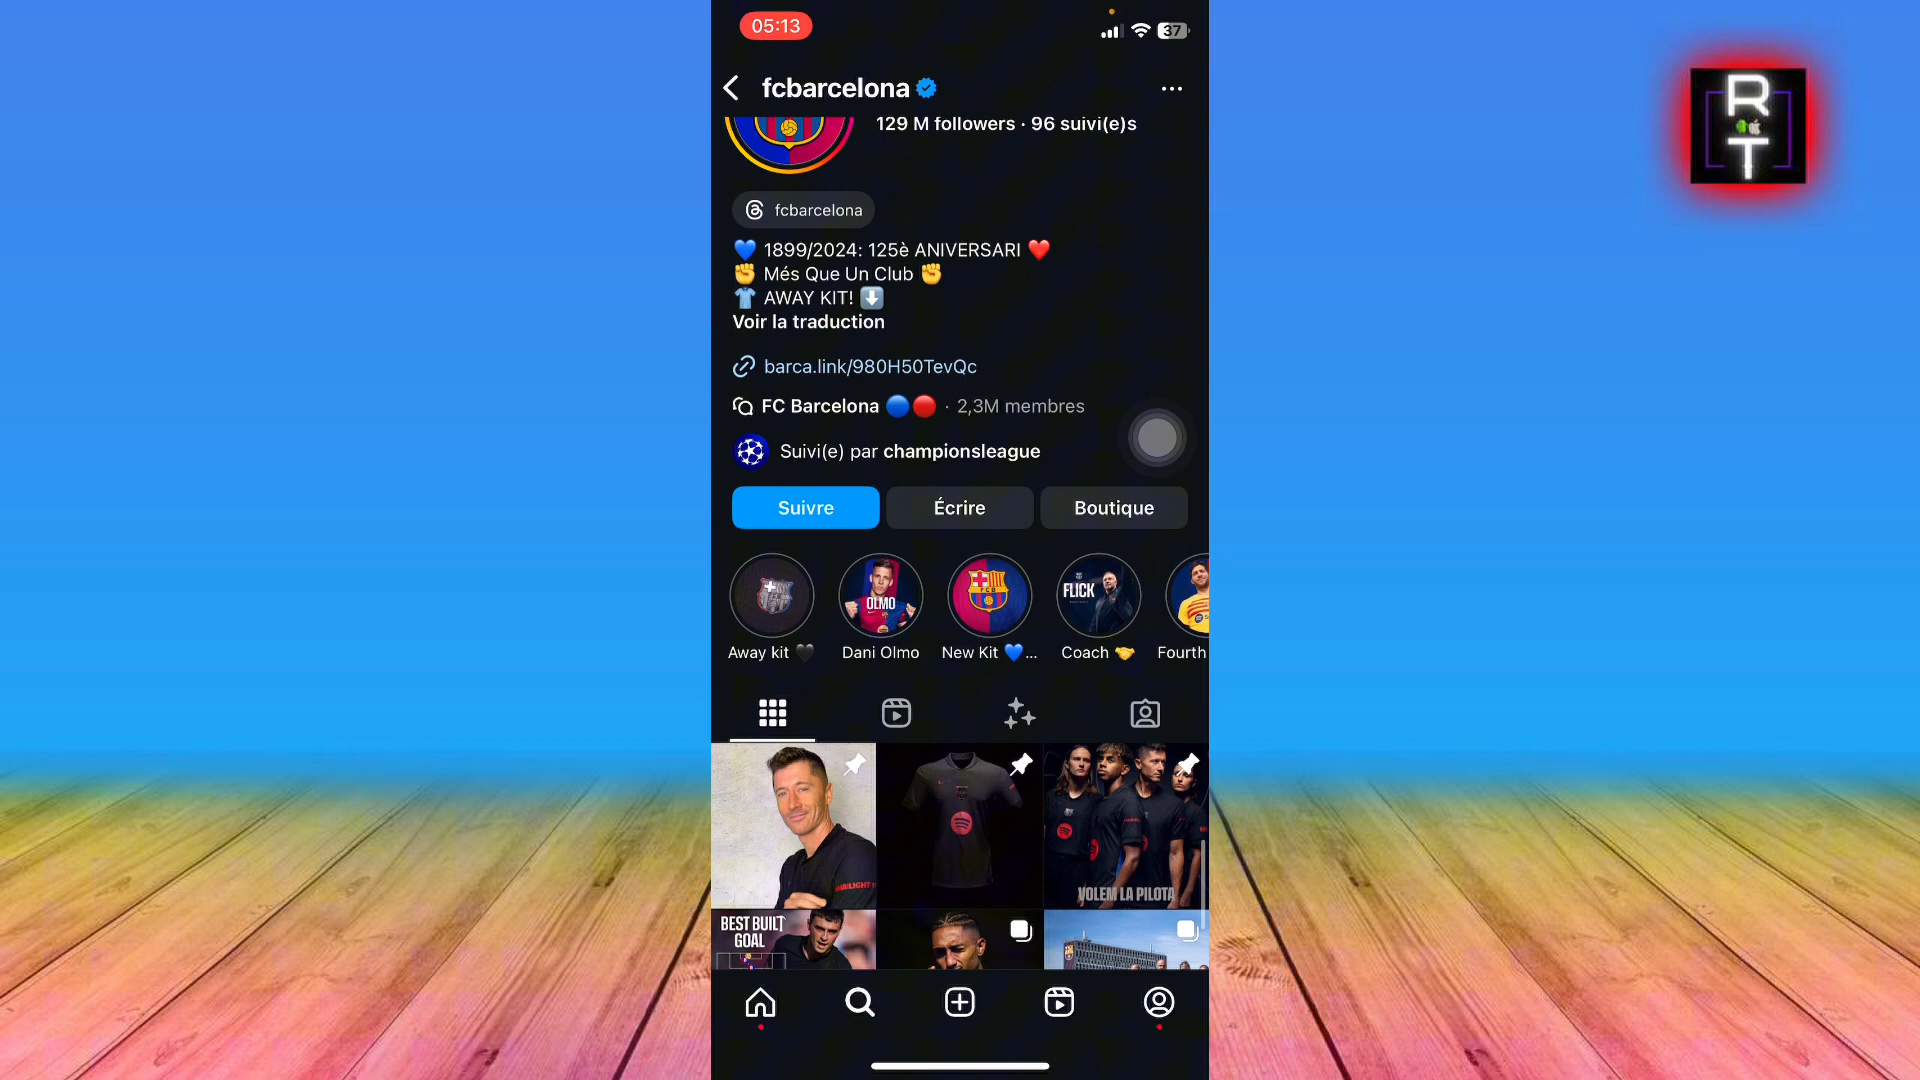 05:13
37
fcbarcelona
129 M followers · 96 suivi(e)s
fcbarcelona
💙 1899/2024: 125è ANIVERSARI ❤️
✊ Més Que Un Club ✊
👕 AWAY KIT! ⬇️
Voir la traduction
barca.link/980H50TevQc
FC Barcelona 🔵🔴 · 2,3M membres
Suivi(e) par championsleague
Suivre
Écrire
Boutique
OLMO
FCB
FLICK
Away kit 🖤
Dani Olmo
New Kit 💙...
Coach 🤝
Fourth
VOLEM LA PILOTA
BEST BUILT
GOAL
R
T